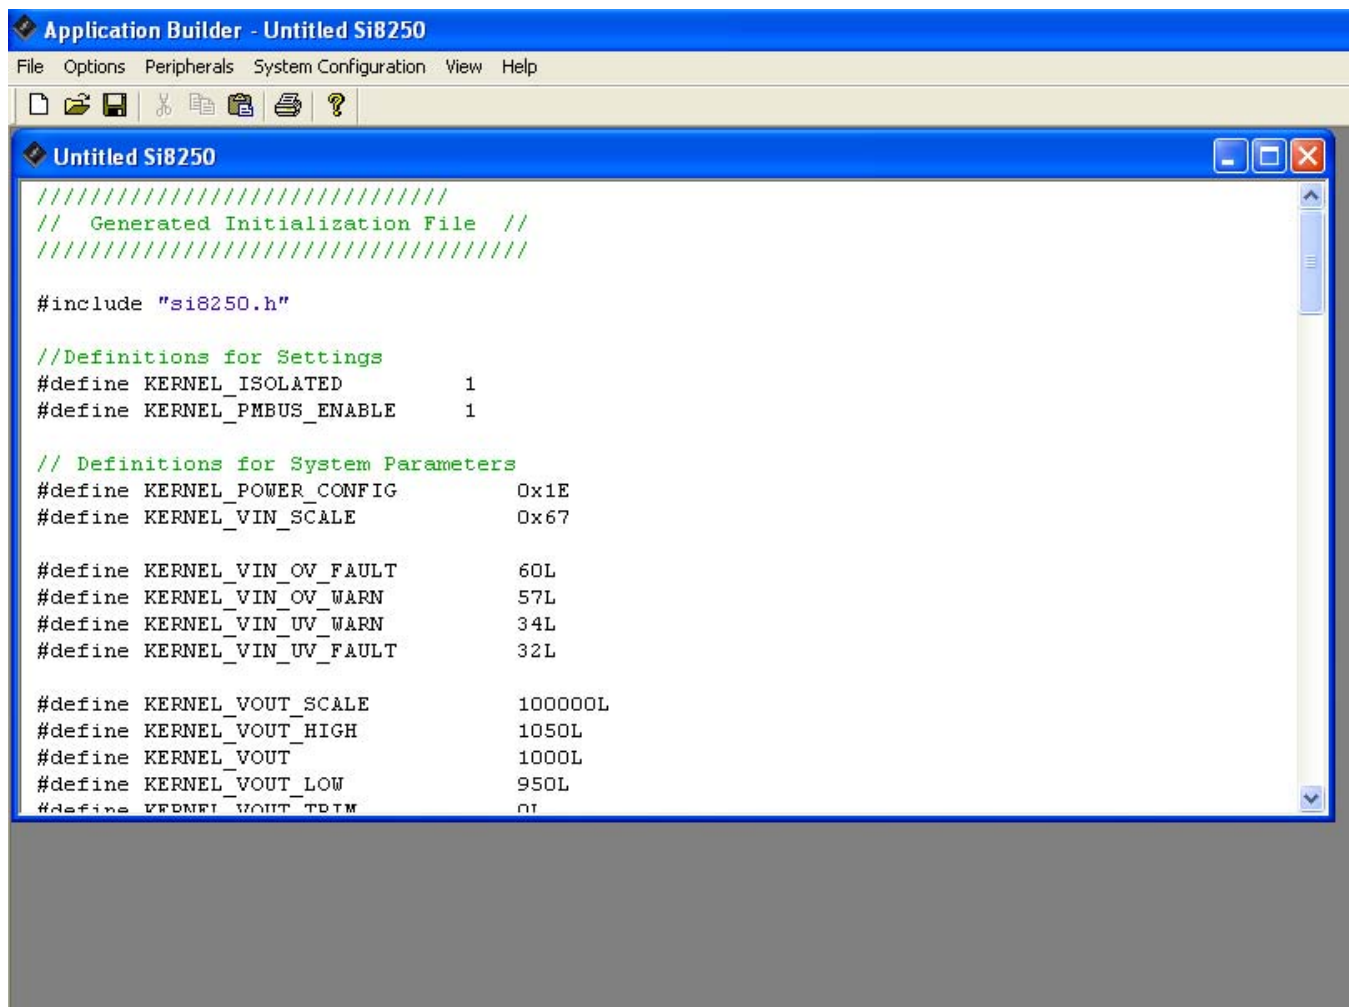 Application Builder - Untitled Si8250
File Options Peripherals System Configuration View Help
Untitled Si8250
///////////////////////////////
// Generated Initialization File //
/////////////////////////////////////
#include "si8250.h"
//Definitions for Settings
#define KERNEL_ISOLATED 1
#define KERNEL_PMBUS_ENABLE 1
// Definitions for System Parameters
#define KERNEL_POWER_CONFIG 0x1E
#define KERNEL_VIN_SCALE 0x67
#define KERNEL_VIN_OV_FAULT 60L
#define KERNEL_VIN_OV_WARN 57L
#define KERNEL_VIN_UV_WARN 34L
#define KERNEL_VIN_UV_FAULT 32L
#define KERNEL_VOUT_SCALE 100000L
#define KERNEL_VOUT_HIGH 1050L
#define KERNEL_VOUT 1000L
#define KERNEL_VOUT_LOW 950L
#define KERNEL_VOUT_TRIM 0L